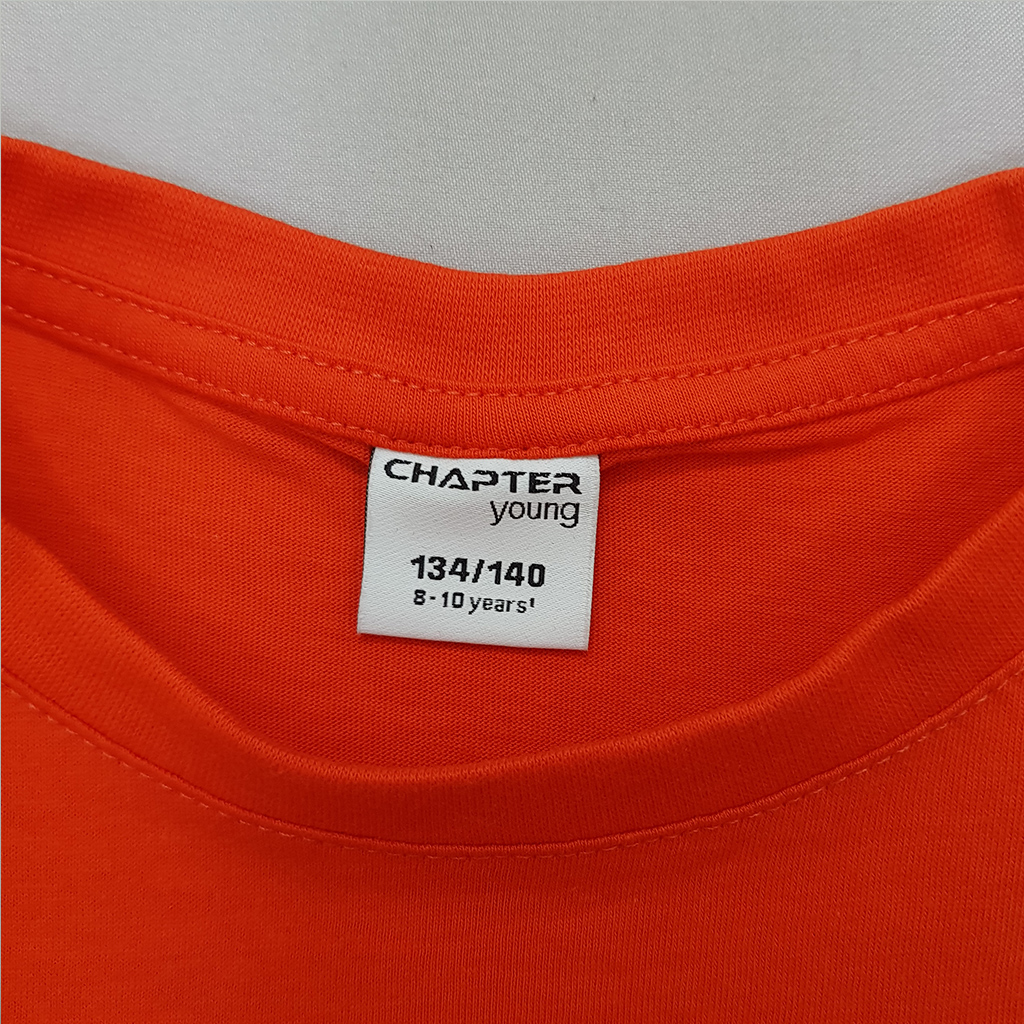 CHAPTER
young
134/140
8-10 years¹